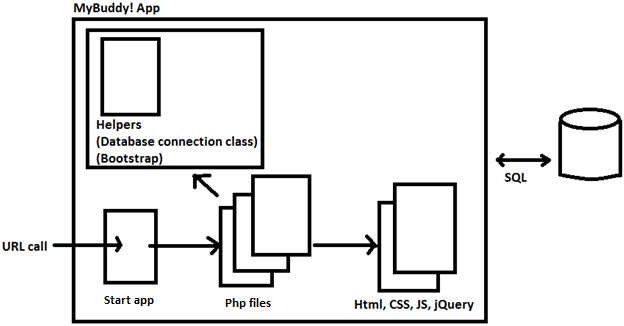 MyBuddy! App
Helpers
(Database connection class)
(Bootstrap)
SQL
URL call
Start app
Php files
Html, CSS, JS, jQuery